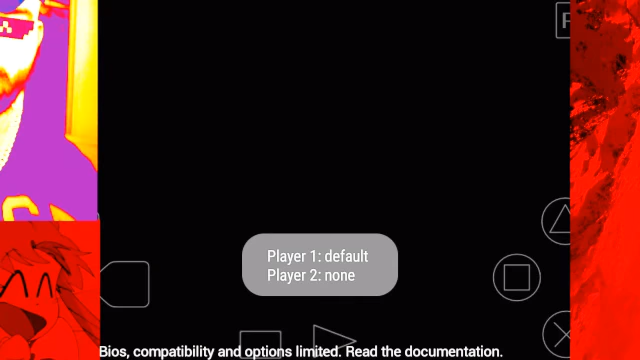 Player 1: default
Player 2: none
Bios, compatibility and options limited. Read the documentation.